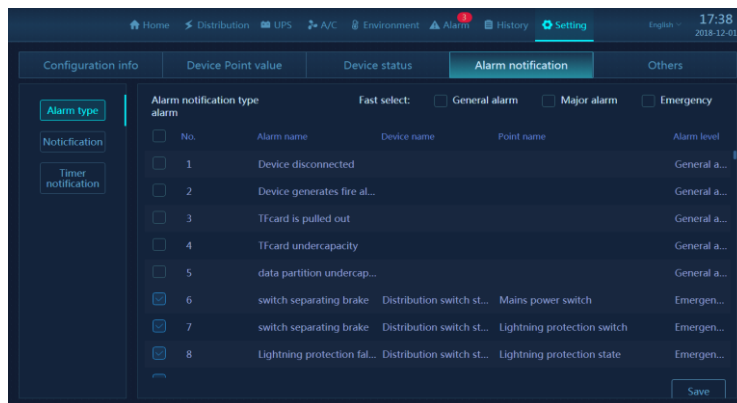 Home Distribution UPS A/C Environment Alarm 3 History Setting English 17:38
2018-12-01
Configuration info Device Point value Device status Alarm notification Others
Alarm type
Noticfication
Timer
notification
Alarm notification type
alarm
Fast select: General alarm Major alarm Emergency
No. Alarm name Device name Point name Alarm level
1 Device disconnected General a...
2 Device generates fire al... General a...
3 TFcard is pulled out General a...
4 TFcard undercapacity General a...
5 data partition undercap... General a...
6 switch separating brake Distribution switch st... Mains power switch Emergen...
7 switch separating brake Distribution switch st... Lightning protection switch Emergen...
8 Lightning protection fal... Distribution switch st... Lightning protection state Emergen...
Save